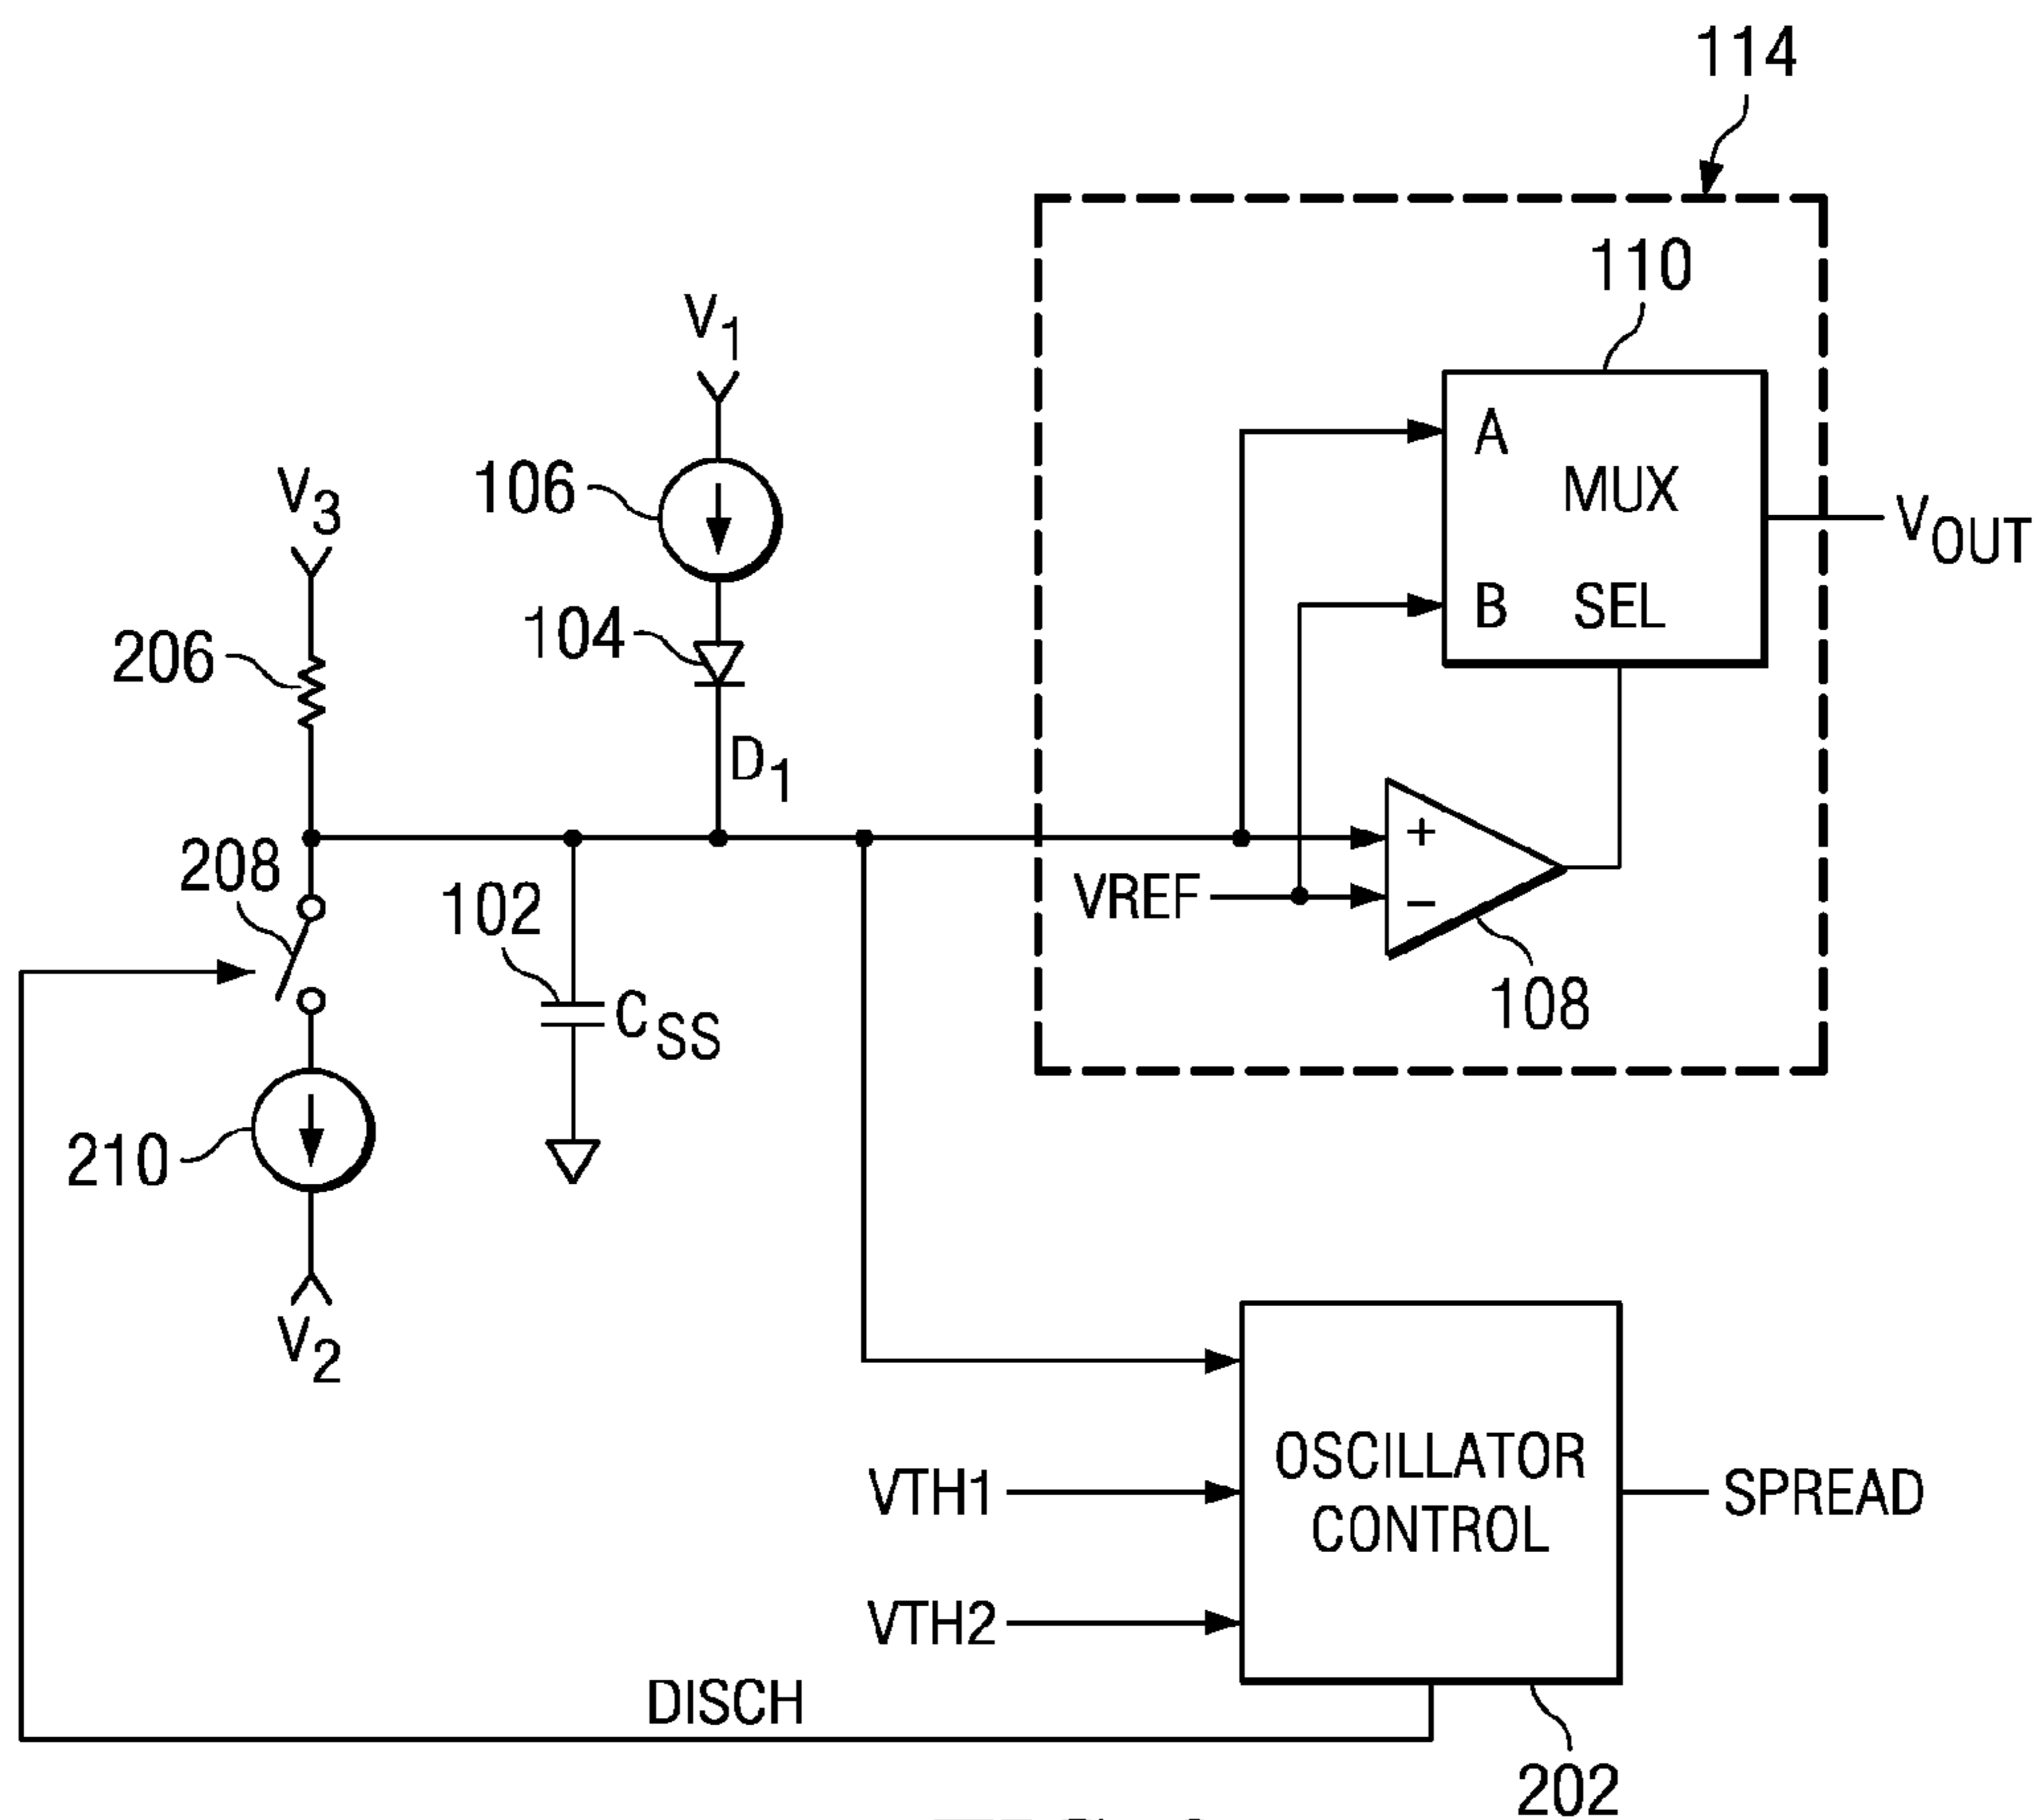 114
110
V1
A
MUX
106
V3
VOUT
B SEL
104
206
D1
208
+
102
VREF
−
CSS
108
210
V2
OSCILLATOR
CONTROL
VTH1
SPREAD
VTH2
DISCH
202